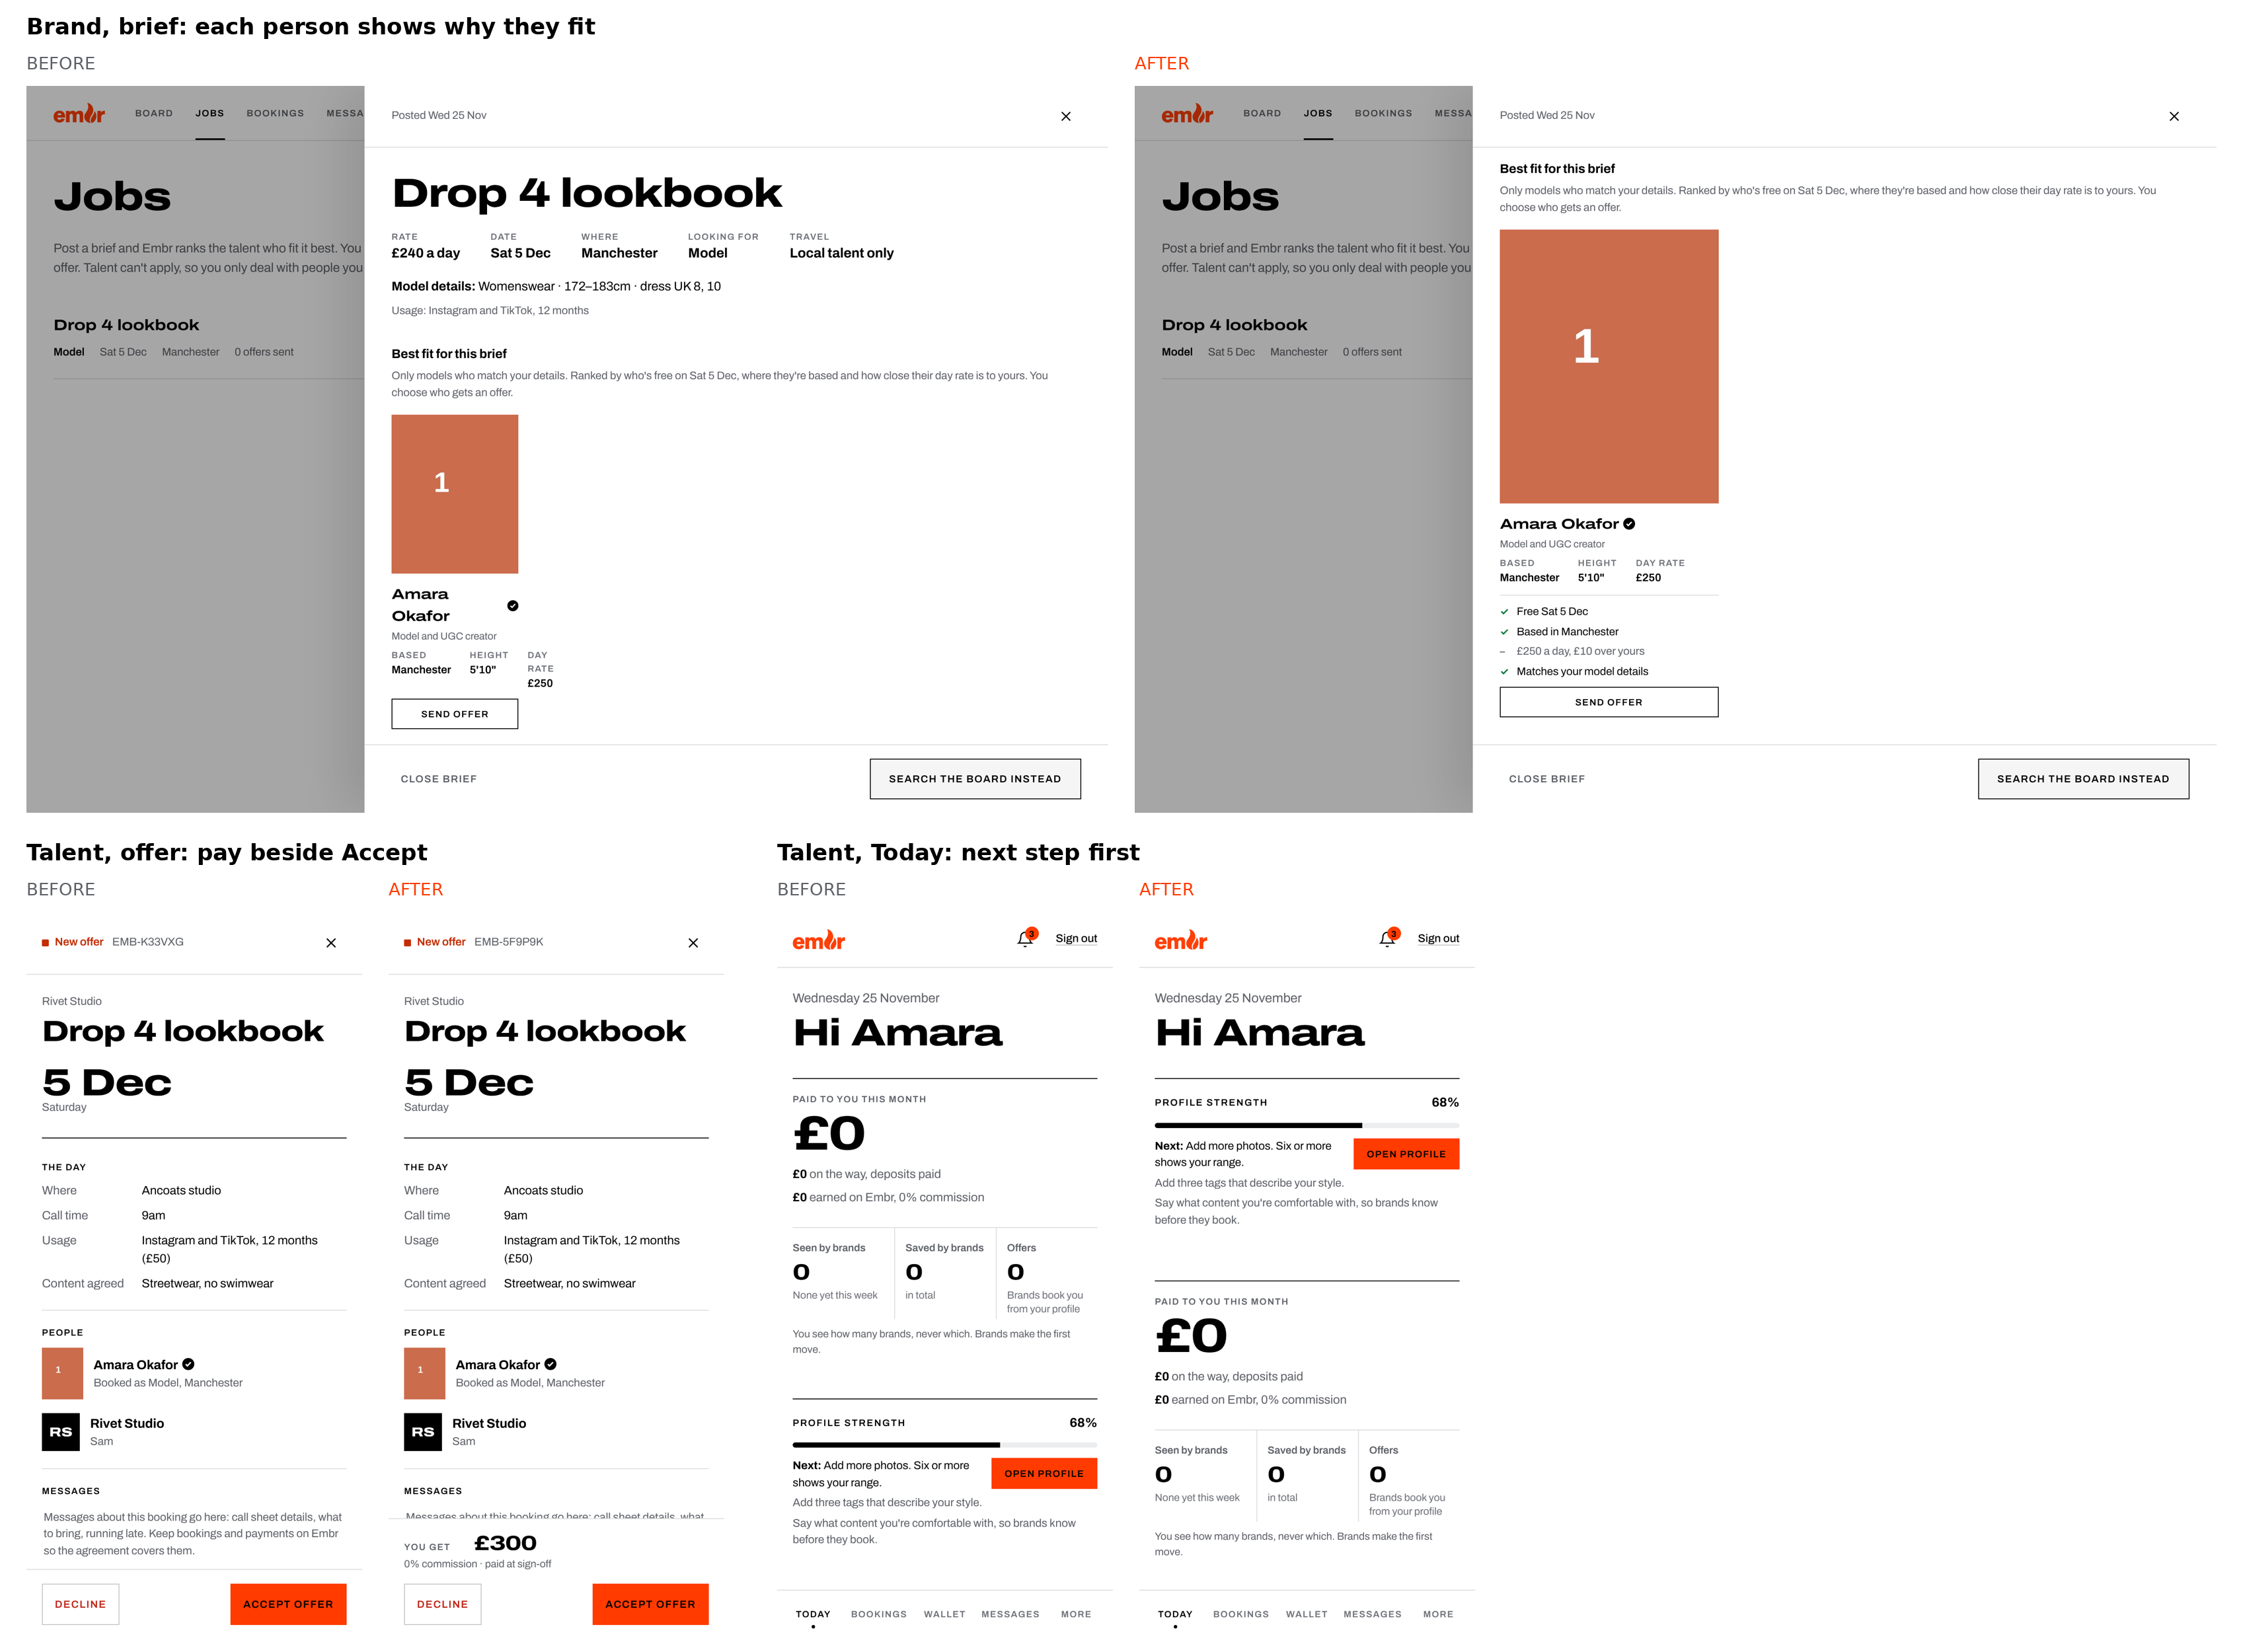 Brand, brief: each person shows why they fit
BEFORE
embr
BOARD JOBS BOOKINGS MESSA
Jobs
Post a brief and Embr ranks the talent who fit it best. You
offer. Talent can't apply, so you only deal with people you
Drop 4 lookbook
Model Sat 5 Dec Manchester 0 offers sent
Posted Wed 25 Nov
Drop 4 lookbook
RATE DATE WHERE LOOKING FOR TRAVEL
£240 a day Sat 5 Dec Manchester Model Local talent only
Model details: Womenswear · 172–183cm · dress UK 8, 10
Usage: Instagram and TikTok, 12 months
Best fit for this brief
Only models who match your details. Ranked by who's free on Sat 5 Dec, where they're based and how close their day rate is to yours. You
choose who gets an offer.
1
Amara
Okafor
Model and UGC creator
BASED HEIGHT DAY
RATE
Manchester 5'10" £250
SEND OFFER
CLOSE BRIEF SEARCH THE BOARD INSTEAD
AFTER
embr
BOARD JOBS BOOKINGS MESSA
Jobs
Post a brief and Embr ranks the talent who fit it best. You
offer. Talent can't apply, so you only deal with people you
Drop 4 lookbook
Model Sat 5 Dec Manchester 0 offers sent
Posted Wed 25 Nov
Best fit for this brief
Only models who match your details. Ranked by who's free on Sat 5 Dec, where they're based and how close their day rate is to yours. You
choose who gets an offer.
1
Amara Okafor
Model and UGC creator
BASED HEIGHT DAY RATE
Manchester 5'10" £250
Free Sat 5 Dec
Based in Manchester
– £250 a day, £10 over yours
Matches your model details
SEND OFFER
CLOSE BRIEF SEARCH THE BOARD INSTEAD
Talent, offer: pay beside Accept
BEFORE
New offer EMB-K33VXG
Rivet Studio
Drop 4 lookbook
5 Dec
Saturday
THE DAY
Where Ancoats studio
Call time 9am
Usage Instagram and TikTok, 12 months
(£50)
Content agreed Streetwear, no swimwear
PEOPLE
1
Amara Okafor
Booked as Model, Manchester
RS
Rivet Studio
Sam
MESSAGES
Messages about this booking go here: call sheet details, what
to bring, running late. Keep bookings and payments on Embr
so the agreement covers them.
DECLINE ACCEPT OFFER
AFTER
New offer EMB-5F9P9K
Rivet Studio
Drop 4 lookbook
5 Dec
Saturday
THE DAY
Where Ancoats studio
Call time 9am
Usage Instagram and TikTok, 12 months
(£50)
Content agreed Streetwear, no swimwear
PEOPLE
1
Amara Okafor
Booked as Model, Manchester
RS
Rivet Studio
Sam
MESSAGES
Messages about this booking go here: call sheet details, what
YOU GET £300
0% commission · paid at sign-off
DECLINE ACCEPT OFFER
Talent, Today: next step first
BEFORE
embr
3
Sign out
Wednesday 25 November
Hi Amara
PAID TO YOU THIS MONTH
£0
£0 on the way, deposits paid
£0 earned on Embr, 0% commission
Seen by brands Saved by brands Offers
0 0 0
None yet this week in total Brands book you
from your profile
You see how many brands, never which. Brands make the first
move.
PROFILE STRENGTH 68%
Next: Add more photos. Six or more
shows your range.
OPEN PROFILE
Add three tags that describe your style.
Say what content you're comfortable with, so brands know
before they book.
TODAY BOOKINGS WALLET MESSAGES MORE
AFTER
embr
3
Sign out
Wednesday 25 November
Hi Amara
PROFILE STRENGTH 68%
Next: Add more photos. Six or more
shows your range.
OPEN PROFILE
Add three tags that describe your style.
Say what content you're comfortable with, so brands know
before they book.
PAID TO YOU THIS MONTH
£0
£0 on the way, deposits paid
£0 earned on Embr, 0% commission
Seen by brands Saved by brands Offers
0 0 0
None yet this week in total Brands book you
from your profile
You see how many brands, never which. Brands make the first
move.
TODAY BOOKINGS WALLET MESSAGES MORE